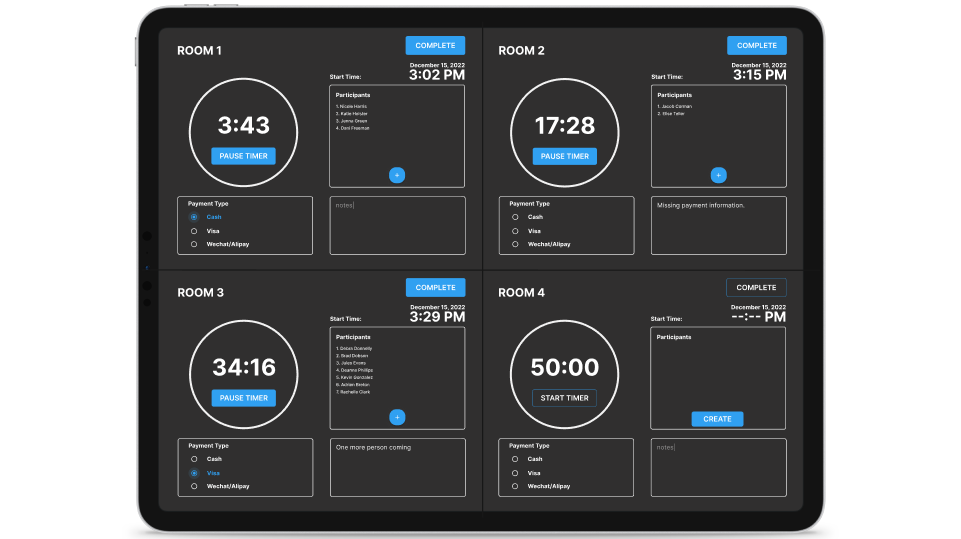 ROOM 1
COMPLETE
December 15, 2022
Start Time:
3:02 PM
3:43
PAUSE TIMER
Participants
1. Nicole Harris
2. Katie Heister
3. Jenna Green
4. Dani Freeman
+
Payment Type
Cash
Visa
Wechat/Alipay
notes|
ROOM 2
COMPLETE
December 15, 2022
Start Time:
3:15 PM
17:28
PAUSE TIMER
Participants
1. Jacob Corman
2. Elise Teller
+
Payment Type
Cash
Visa
Wechat/Alipay
Missing payment information.
ROOM 3
COMPLETE
December 15, 2022
Start Time:
3:29 PM
34:16
PAUSE TIMER
Participants
1. Debra Donnelly
2. Brad Dobson
3. Jules Evans
4. Deanne Phillips
5. Kevin Gonzalez
6. Adrian Breton
7. Rachelle Clark
+
Payment Type
Cash
Visa
Wechat/Alipay
One more person coming
ROOM 4
COMPLETE
December 15, 2022
Start Time:
--:-- PM
50:00
START TIMER
Participants
CREATE
Payment Type
Cash
Visa
Wechat/Alipay
notes|